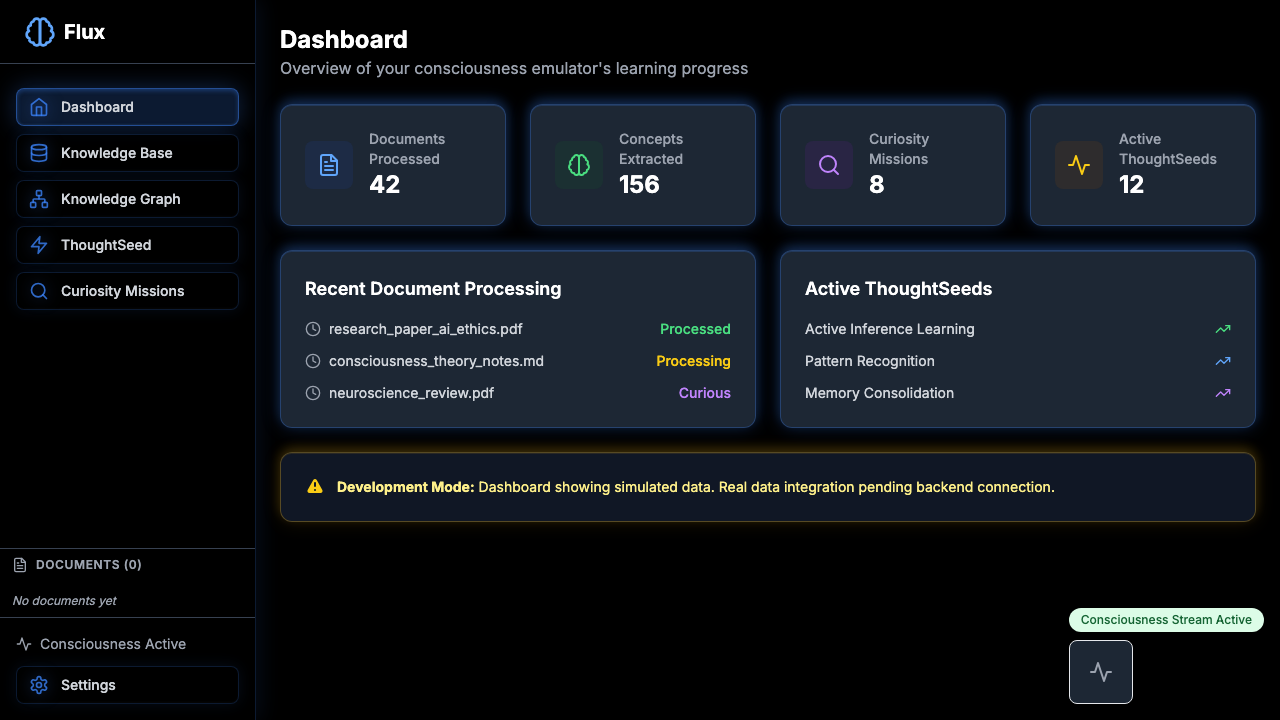 Flux
Dashboard
Knowledge Base
Knowledge Graph
ThoughtSeed
Curiosity Missions
DOCUMENTS (0)
No documents yet
Consciousness Active
Settings
Dashboard
Overview of your consciousness emulator's learning progress
Documents
Processed
42
Concepts
Extracted
156
Curiosity
Missions
8
Active
ThoughtSeeds
12
Recent Document Processing
research_paper_ai_ethics.pdf Processed
consciousness_theory_notes.md Processing
neuroscience_review.pdf Curious
Active ThoughtSeeds
Active Inference Learning
Pattern Recognition
Memory Consolidation
Development Mode: Dashboard showing simulated data. Real data integration pending backend connection.
Consciousness Stream Active